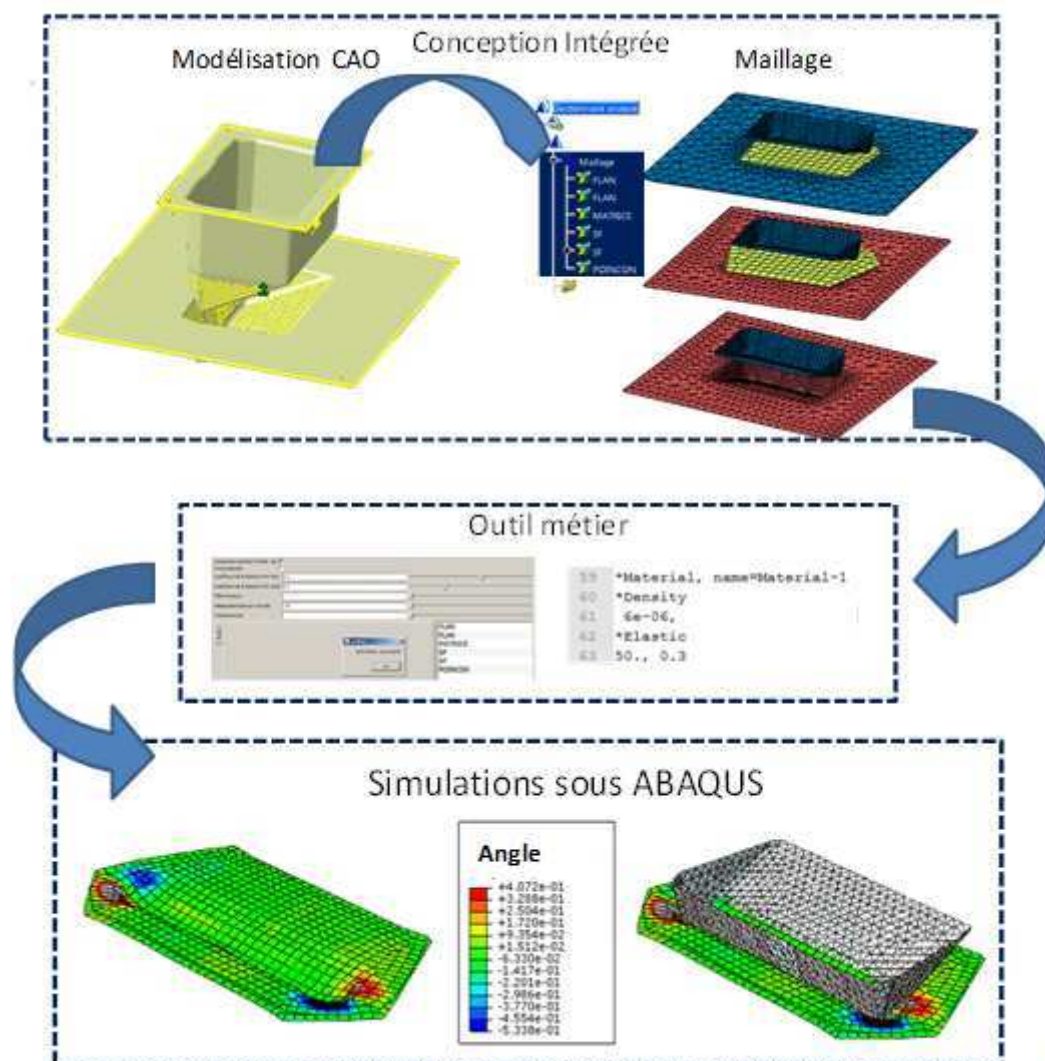 Conception Intégrée
Modélisation CAO
Maillage
Maillage
FLAN
FLAN
MATRICE
SF
SF
POINCON
Outil métier
FLAN
FLAN
MATRICE
SF
SF
POINCON
59 *Material, name=Material-1
60 *Density
61 6e-06,
62 *Elastic
63 50., 0.3
Simulations sous ABAQUS
Angle
+4.072e-01
+3.288e-01
+2.504e-01
+1.720e-01
+9.354e-02
+1.512e-02
-6.330e-02
-1.417e-01
-2.201e-01
-2.986e-01
-3.770e-01
-4.554e-01
-5.338e-01